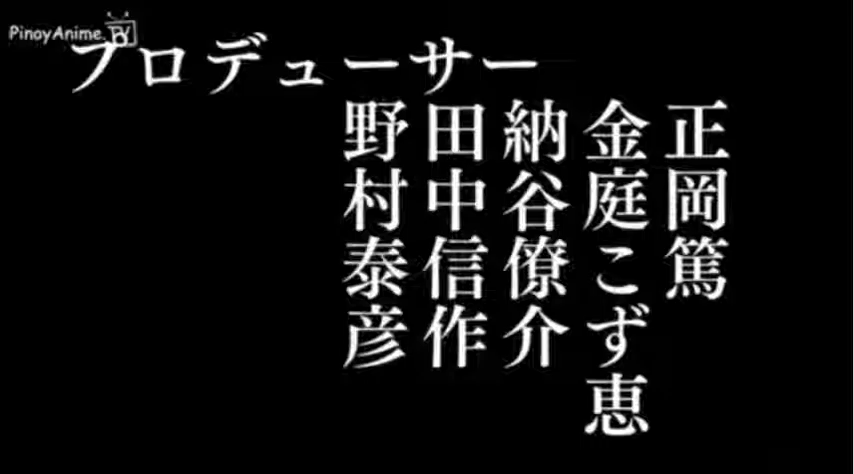 PinoyAnime.TV
プロデューサー
正岡篤
金庭こず恵
納谷僚介
田中信作
野村泰彦